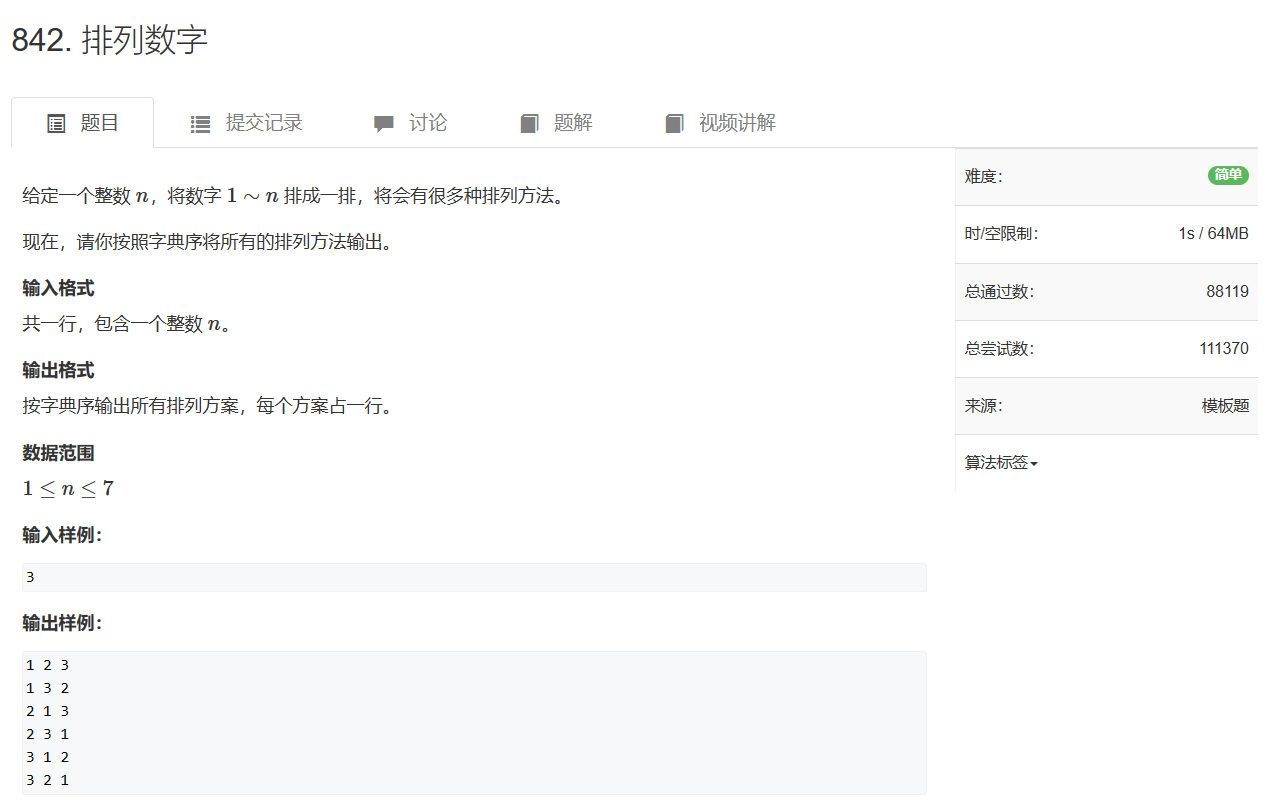 842. 排列数字
题目 提交记录 讨论 题解 视频讲解
给定一个整数 n，将数字 1 ∼ n 排成一排，将会有很多种排列方法。
现在，请你按照字典序将所有的排列方法输出。
输入格式
共一行，包含一个整数 n。
输出格式
按字典序输出所有排列方案，每个方案占一行。
数据范围
1 ≤ n ≤ 7
输入样例：
3
输出样例：
1 2 3
1 3 2
2 1 3
2 3 1
3 1 2
3 2 1
难度： 简单
时/空限制： 1s / 64MB
总通过数： 88119
总尝试数： 111370
来源： 模板题
算法标签